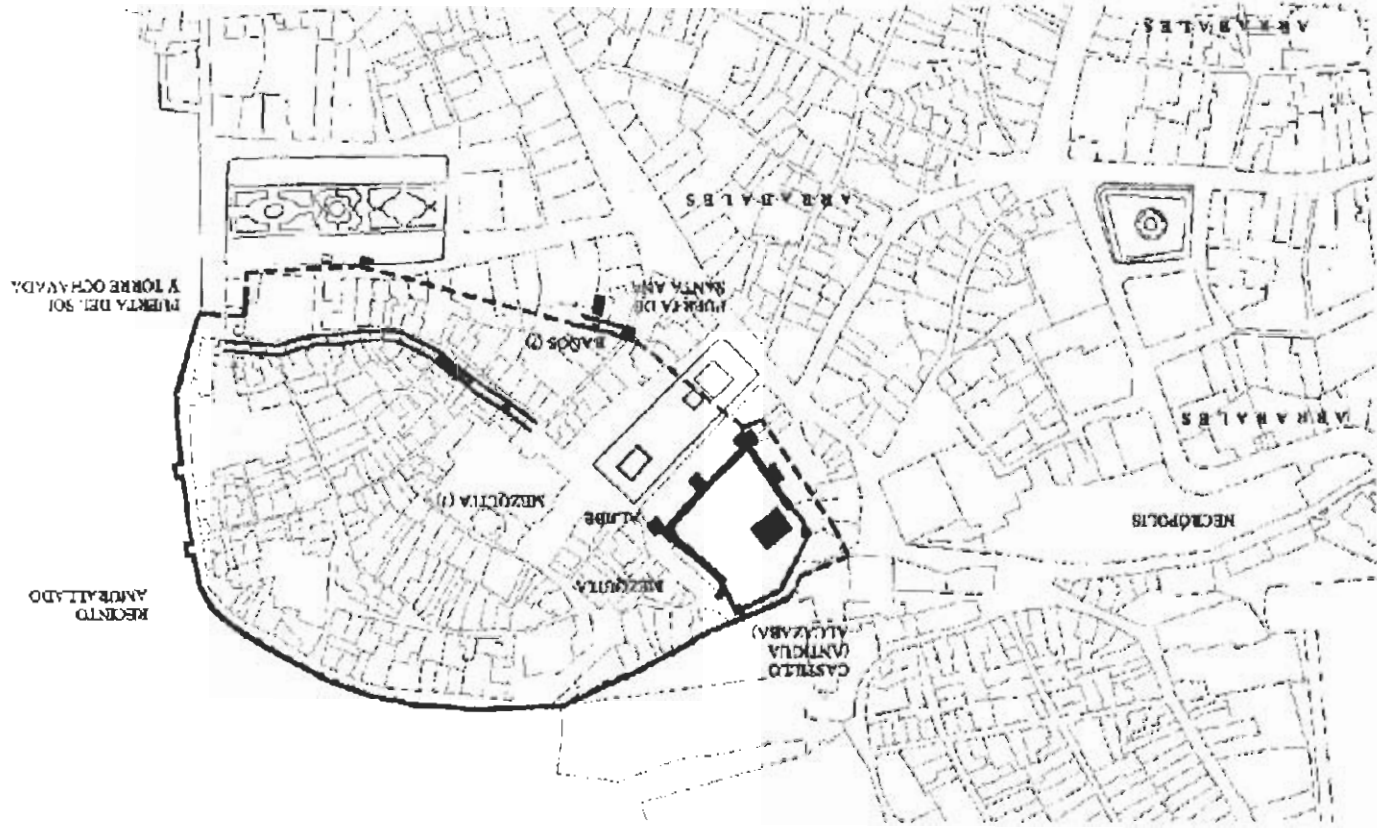 CASTILLO
(ANTIGUA
ALCAZABA)
RECINTO
AMURALLADO
MEZQUITA
NECRÓPOLIS
ALJIBE
MEZQUITA (?)
ARRABALES
BAÑOS (?)
PUERTA DE
SANTA ANA
PUERTA DEL SOL
Y TORRE OCHAVADA
ARRABALES
ARRABALES